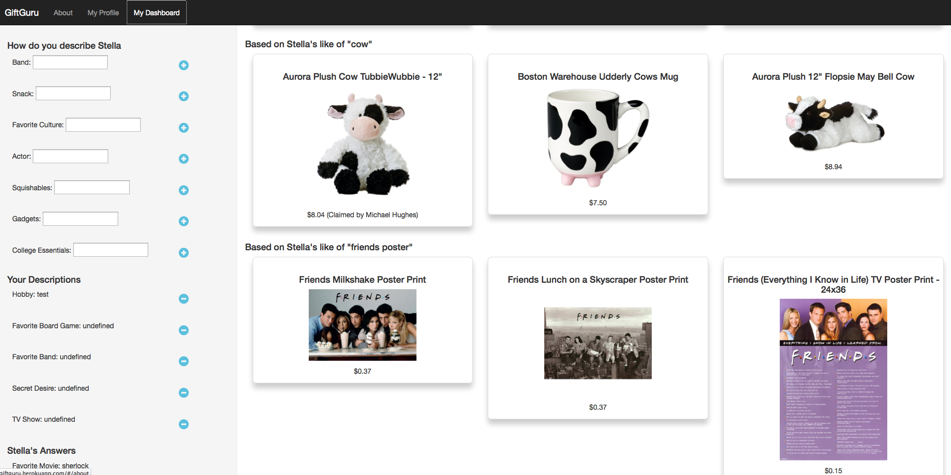 GiftGuru About My Profile My Dashboard
How do you describe Stella
Band:
Snack:
Favorite Culture:
Actor:
Squishables:
Gadgets:
College Essentials:
Your Descriptions
Hobby: test
Favorite Board Game: undefined
Favorite Band: undefined
Secret Desire: undefined
TV Show: undefined
Stella's Answers
Favorite Movie: sherlock
giftguru.herokuapp.com/#/about
Based on Stella's like of "cow"
Aurora Plush Cow TubbieWubbie - 12"
$8.04 (Claimed by Michael Hughes)
Boston Warehouse Udderly Cows Mug
$7.50
Aurora Plush 12" Flopsie May Bell Cow
$8.94
Based on Stella's like of "friends poster"
Friends Milkshake Poster Print
FRIENDS
$0.37
Friends Lunch on a Skyscraper Poster Print
FRIENDS
$0.37
Friends (Everything I Know in Life) TV Poster Print -
24x36
FRIENDS
$0.15